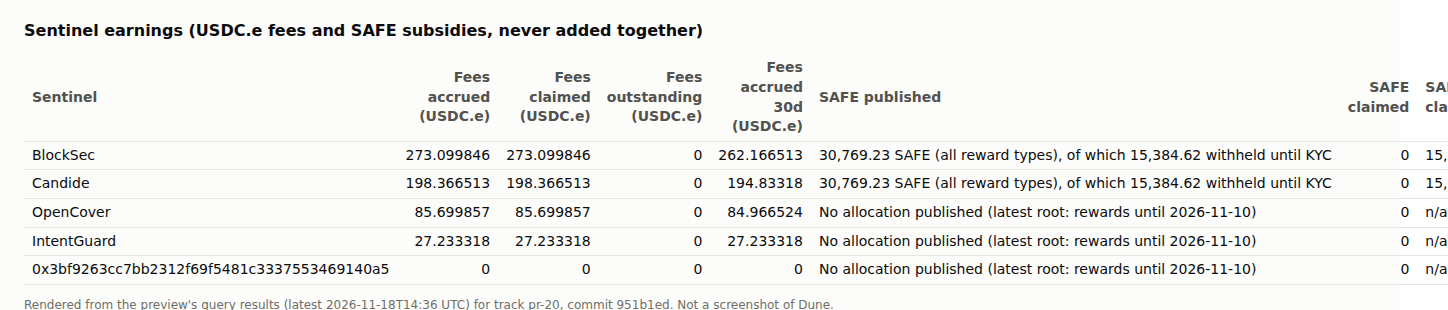 Sentinel earnings (USDC.e fees and SAFE subsidies, never added together)
Sentinel Fees accrued (USDC.e) Fees claimed (USDC.e) Fees outstanding (USDC.e) Fees accrued 30d (USDC.e) SAFE published SAFE claimed
BlockSec 273.099846 273.099846 0 262.166513 30,769.23 SAFE (all reward types), of which 15,384.62 withheld until KYC 0 15,
Candide 198.366513 198.366513 0 194.83318 30,769.23 SAFE (all reward types), of which 15,384.62 withheld until KYC 0 15,
OpenCover 85.699857 85.699857 0 84.966524 No allocation published (latest root: rewards until 2026-11-10) 0 n/a
IntentGuard 27.233318 27.233318 0 27.233318 No allocation published (latest root: rewards until 2026-11-10) 0 n/a
0x3bf9263cc7bb2312f69f5481c3337553469140a5 0 0 0 0 No allocation published (latest root: rewards until 2026-11-10) 0 n/a
Rendered from the preview's query results (latest 2026-11-18T14:36 UTC) for track pr-20, commit 951b1ed. Not a screenshot of Dune.